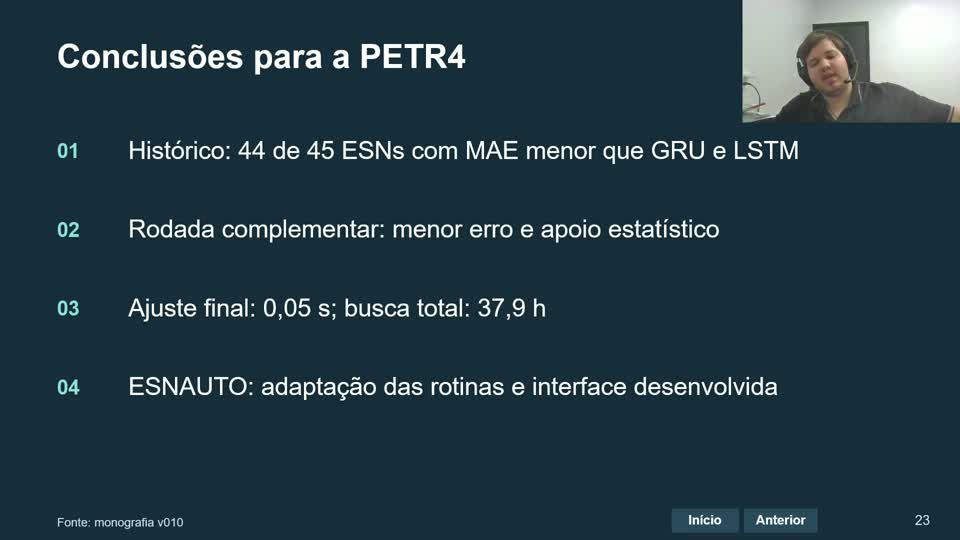 Conclusões para a PETR4
01 Histórico: 44 de 45 ESNs com MAE menor que GRU e LSTM
02 Rodada complementar: menor erro e apoio estatístico
03 Ajuste final: 0,05 s; busca total: 37,9 h
04 ESNAUTO: adaptação das rotinas e interface desenvolvida
Fonte: monografia v010
Início Anterior 23